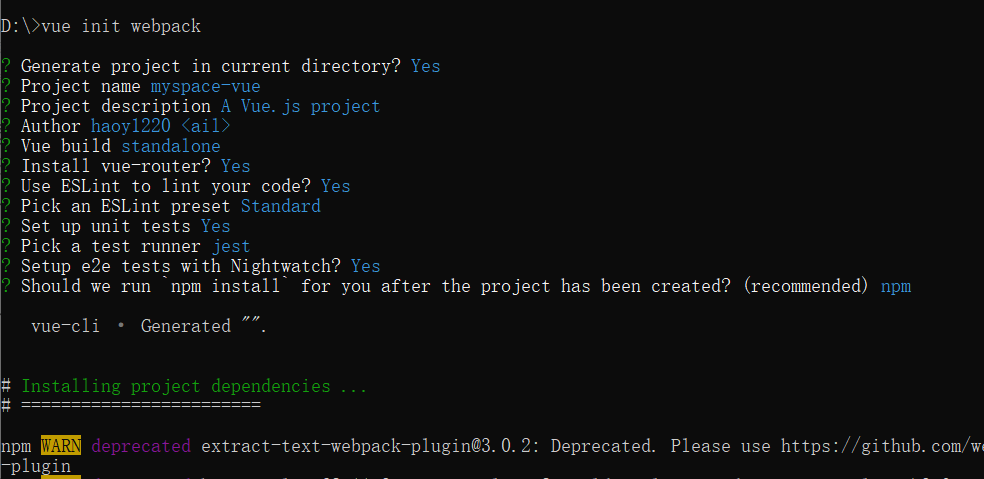 D:\>vue init webpack
? Generate project in current directory? Yes
? Project name myspace-vue
? Project description A Vue.js project
? Author haoyl220 <ail>
? Vue build standalone
? Install vue-router? Yes
? Use ESLint to lint your code? Yes
? Pick an ESLint preset Standard
? Set up unit tests Yes
? Pick a test runner jest
? Setup e2e tests with Nightwatch? Yes
? Should we run `npm install` for you after the project has been created? (recommended) npm
vue-cli · Generated "".
# Installing project dependencies ...
# ========================
npm WARN deprecated extract-text-webpack-plugin@3.0.2: Deprecated. Please use https://github.com/we
-plugin